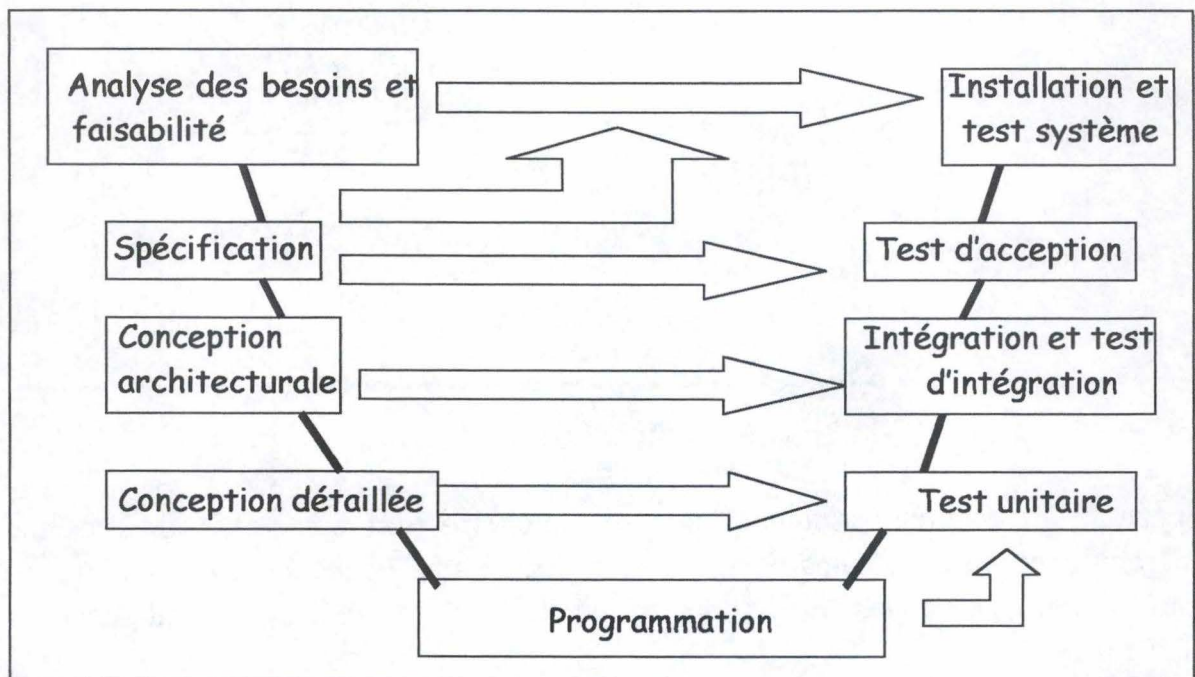 Analyse des besoins et
faisabilité
Installation et
test système
Spécification
Test d'acception
Conception
architecturale
Intégration et test
d'intégration
Conception détaillée
Test unitaire
Programmation